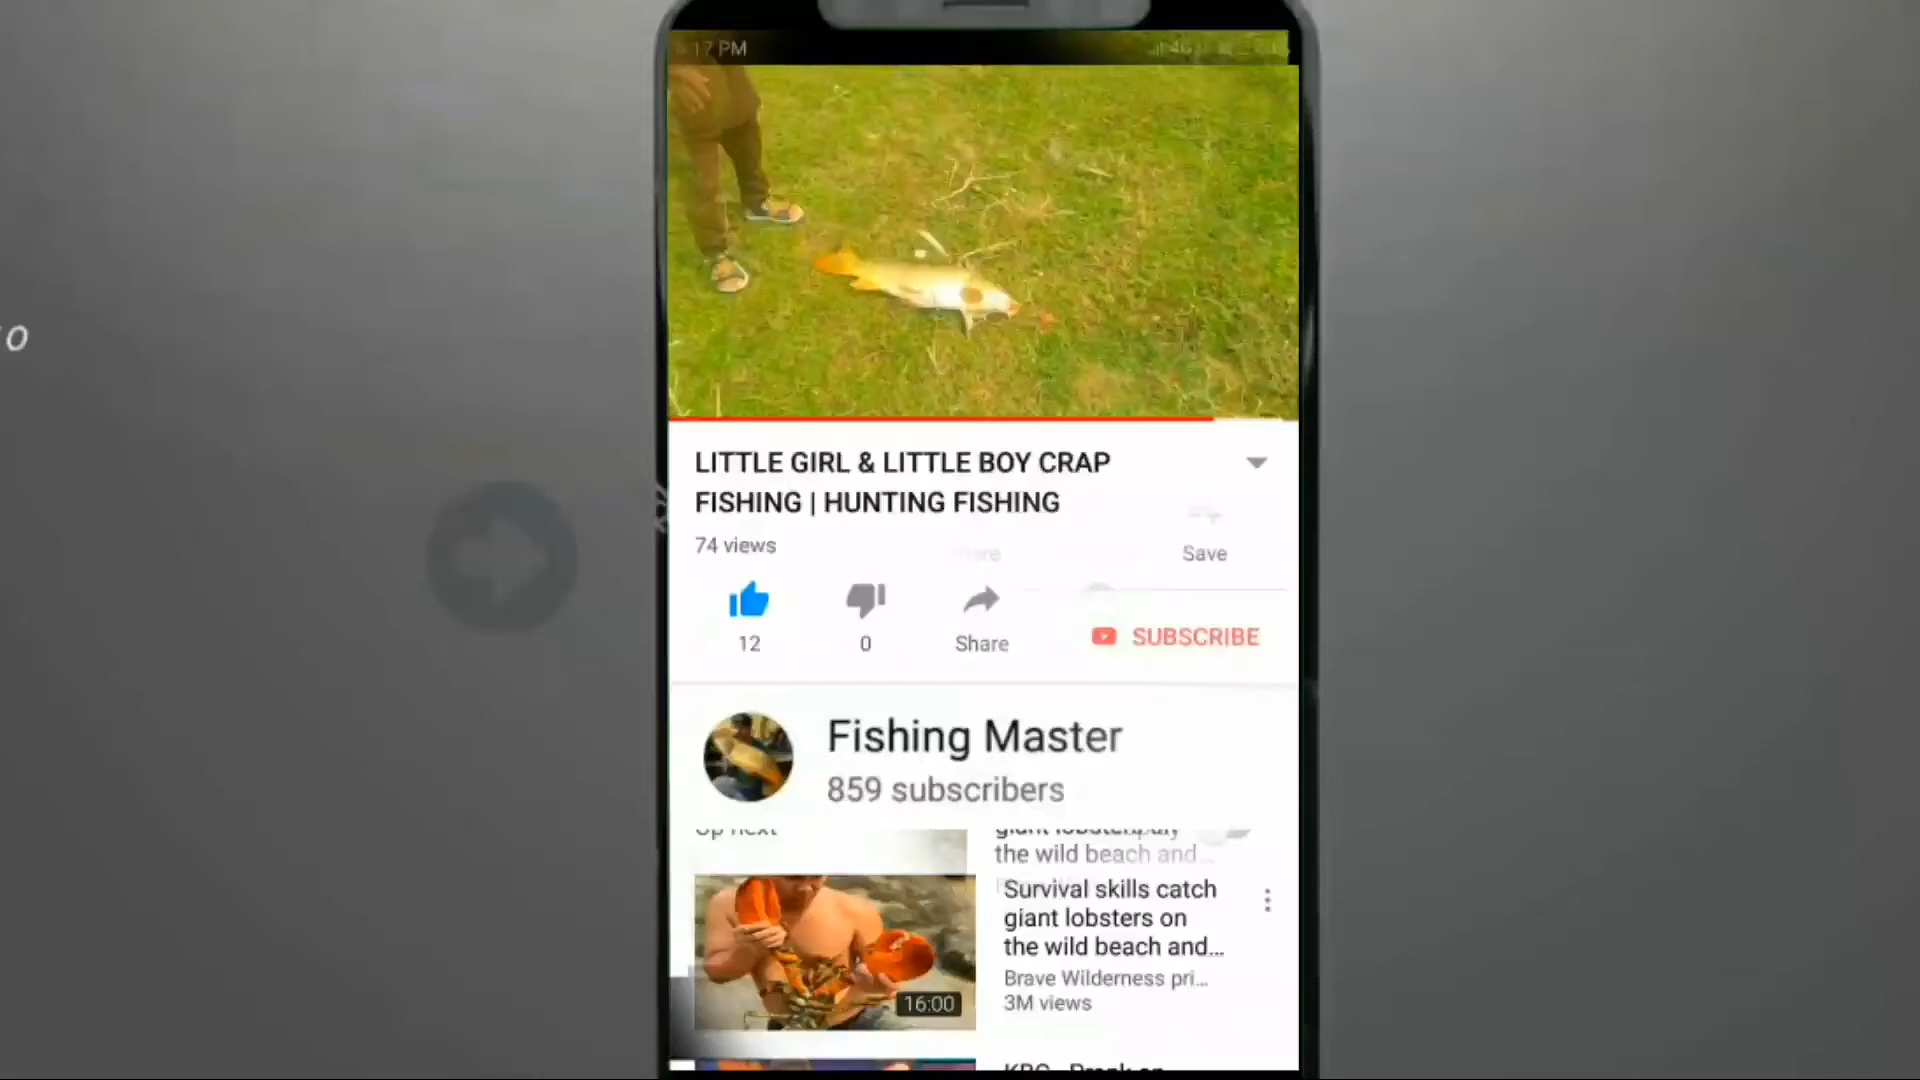 17 PM
LITTLE GIRL & LITTLE BOY CRAP
FISHING | HUNTING FISHING
74 views
Save
12
0
Share
SUBSCRIBE
Fishing Master
859 subscribers
Up next
the wild beach and...
Survival skills catch
giant lobsters on
the wild beach and...
Brave Wilderness pri...
3M views
16:00